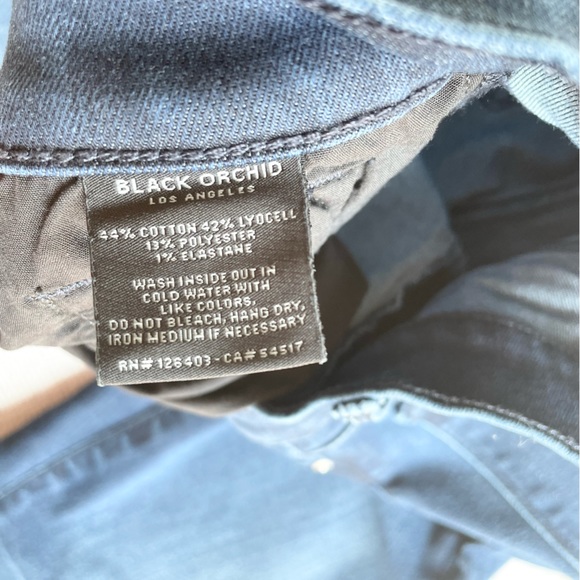 BLACK ORCHID
LOS ANGELES
44% COTTON 42% LYOCELL
13% POLYESTER
1% ELASTANE
WASH INSIDE OUT IN
COLD WATER WITH
LIKE COLORS,
DO NOT BLEACH, HANG DRY,
IRON MEDIUM IF NECESSARY
RN# 126403 - CA# 54517